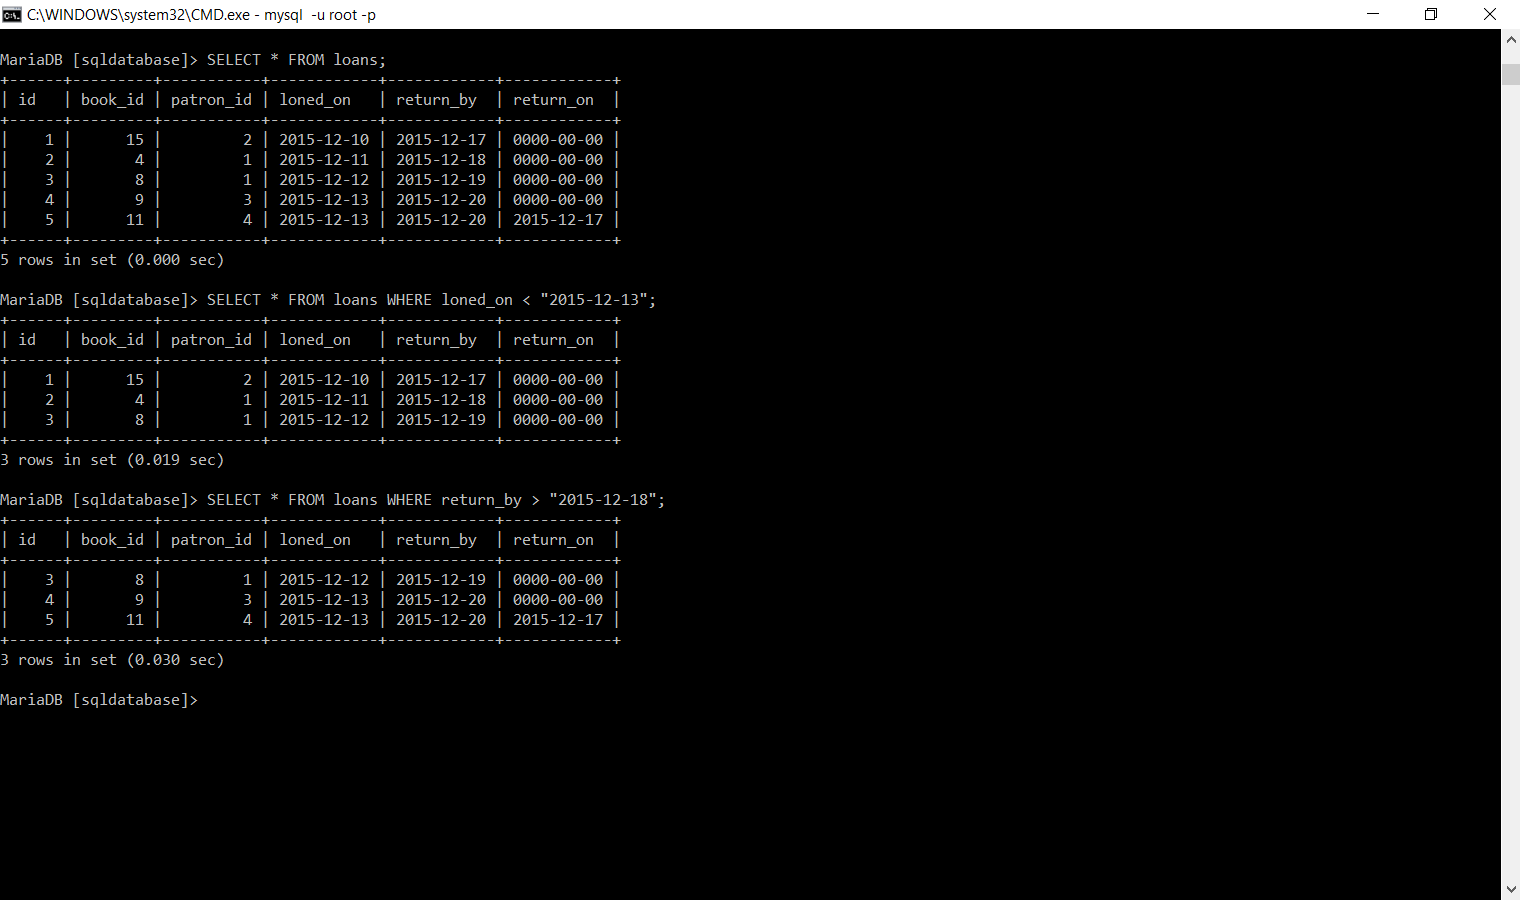 C:\WINDOWS\system32\CMD.exe - mysql  -u root -p
MariaDB [sqldatabase]> SELECT * FROM loans;
+------+---------+-----------+------------+------------+------------+
| id   | book_id | patron_id | loned_on   | return_by  | return_on  |
+------+---------+-----------+------------+------------+------------+
|    1 |      15 |         2 | 2015-12-10 | 2015-12-17 | 0000-00-00 |
|    2 |       4 |         1 | 2015-12-11 | 2015-12-18 | 0000-00-00 |
|    3 |       8 |         1 | 2015-12-12 | 2015-12-19 | 0000-00-00 |
|    4 |       9 |         3 | 2015-12-13 | 2015-12-20 | 0000-00-00 |
|    5 |      11 |         4 | 2015-12-13 | 2015-12-20 | 2015-12-17 |
+------+---------+-----------+------------+------------+------------+
5 rows in set (0.000 sec)
MariaDB [sqldatabase]> SELECT * FROM loans WHERE loned_on < "2015-12-13";
+------+---------+-----------+------------+------------+------------+
| id   | book_id | patron_id | loned_on   | return_by  | return_on  |
+------+---------+-----------+------------+------------+------------+
|    1 |      15 |         2 | 2015-12-10 | 2015-12-17 | 0000-00-00 |
|    2 |       4 |         1 | 2015-12-11 | 2015-12-18 | 0000-00-00 |
|    3 |       8 |         1 | 2015-12-12 | 2015-12-19 | 0000-00-00 |
+------+---------+-----------+------------+------------+------------+
3 rows in set (0.019 sec)
MariaDB [sqldatabase]> SELECT * FROM loans WHERE return_by > "2015-12-18";
+------+---------+-----------+------------+------------+------------+
| id   | book_id | patron_id | loned_on   | return_by  | return_on  |
+------+---------+-----------+------------+------------+------------+
|    3 |       8 |         1 | 2015-12-12 | 2015-12-19 | 0000-00-00 |
|    4 |       9 |         3 | 2015-12-13 | 2015-12-20 | 0000-00-00 |
|    5 |      11 |         4 | 2015-12-13 | 2015-12-20 | 2015-12-17 |
+------+---------+-----------+------------+------------+------------+
3 rows in set (0.030 sec)
MariaDB [sqldatabase]>